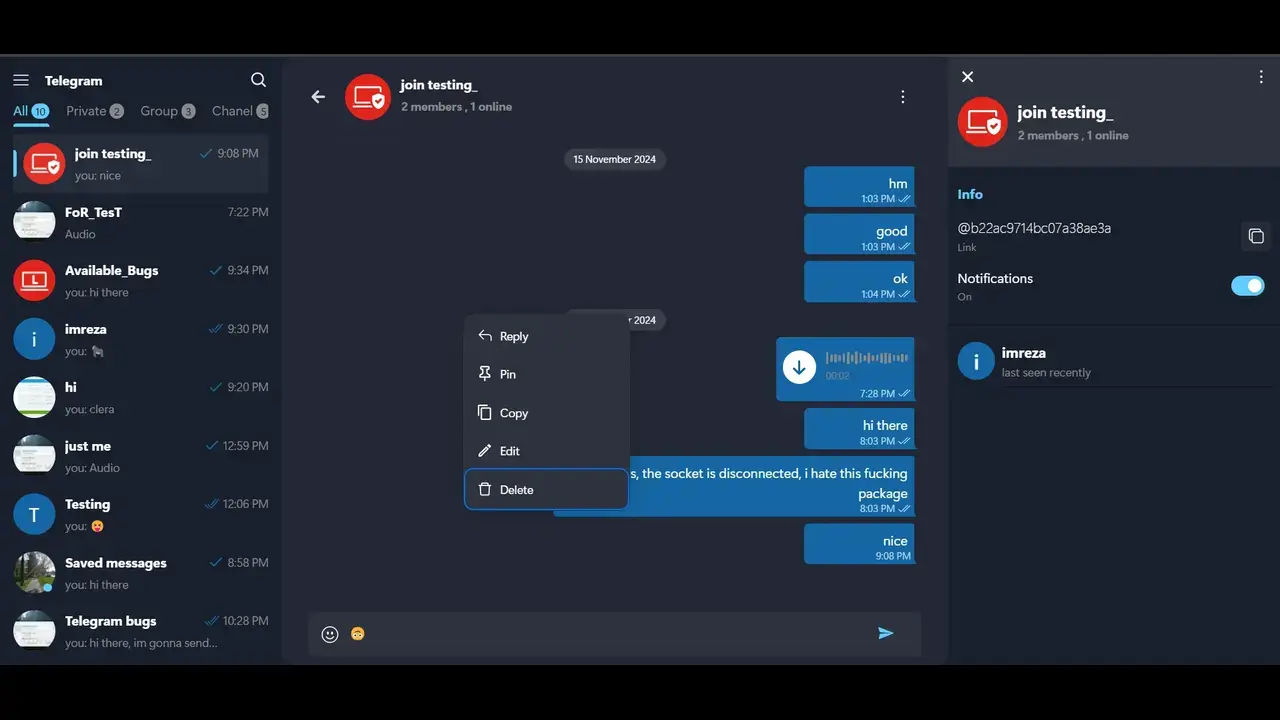 Telegram
All 10 Private 2 Group 3 Chanel 5
join testing_ 9:08 PM
you: nice
FoR_TesT 7:22 PM
Audio
Available_Bugs 9:34 PM
you: hi there
i
imreza 9:30 PM
you:
hi 9:20 PM
you: clera
just me 12:59 PM
you: Audio
T
Testing 12:06 PM
you: 😛
Saved messages 8:58 PM
you: hi there
Telegram bugs 10:28 PM
you: hi there, im gonna send...
join testing_
2 members , 1 online
15 November 2024
hm
1:03 PM
good
1:03 PM
ok
1:04 PM
2024
00:02
7:28 PM
hi there
8:03 PM
s, the socket is disconnected, i hate this fucking
package
8:03 PM
nice
9:08 PM
Reply
Pin
Copy
Edit
Delete
join testing_
2 members , 1 online
Info
@b22ac9714bc07a38ae3a
Link
Notifications
On
i
imreza
last seen recently